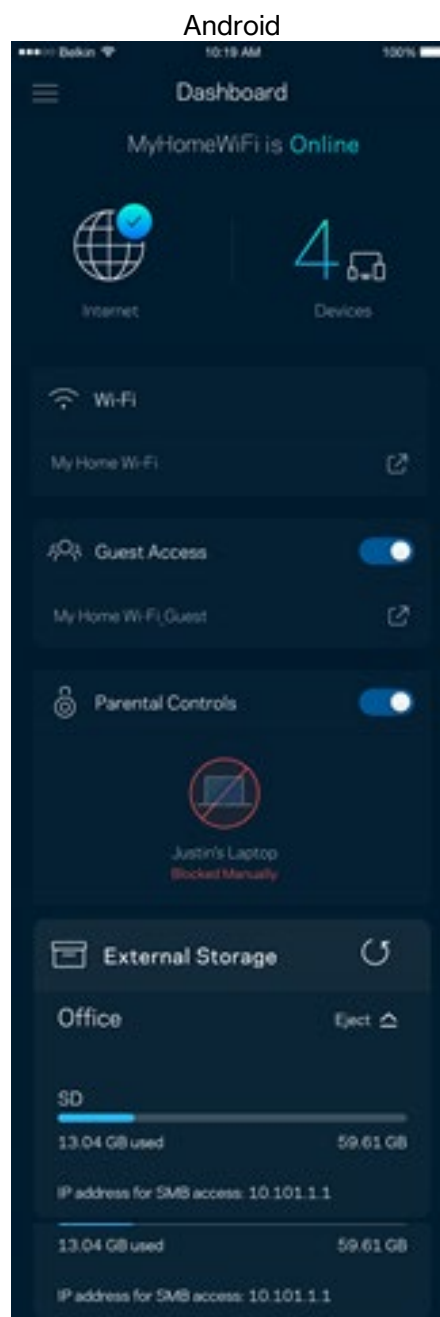 Android
Belkin 10:19 AM 100%
Dashboard
MyHomeWiFi is Online
4
Internet Devices
Wi-Fi
My Home Wi-Fi
Guest Access
My Home Wi-Fi_Guest
Parental Controls
Justin's Laptop
Blocked Manually
External Storage
Office Eject
SD
13.04 GB used 59.61 GB
IP address for SMB access: 10.101.1.1
13.04 GB used 59.61 GB
IP address for SMB access: 10.101.1.1